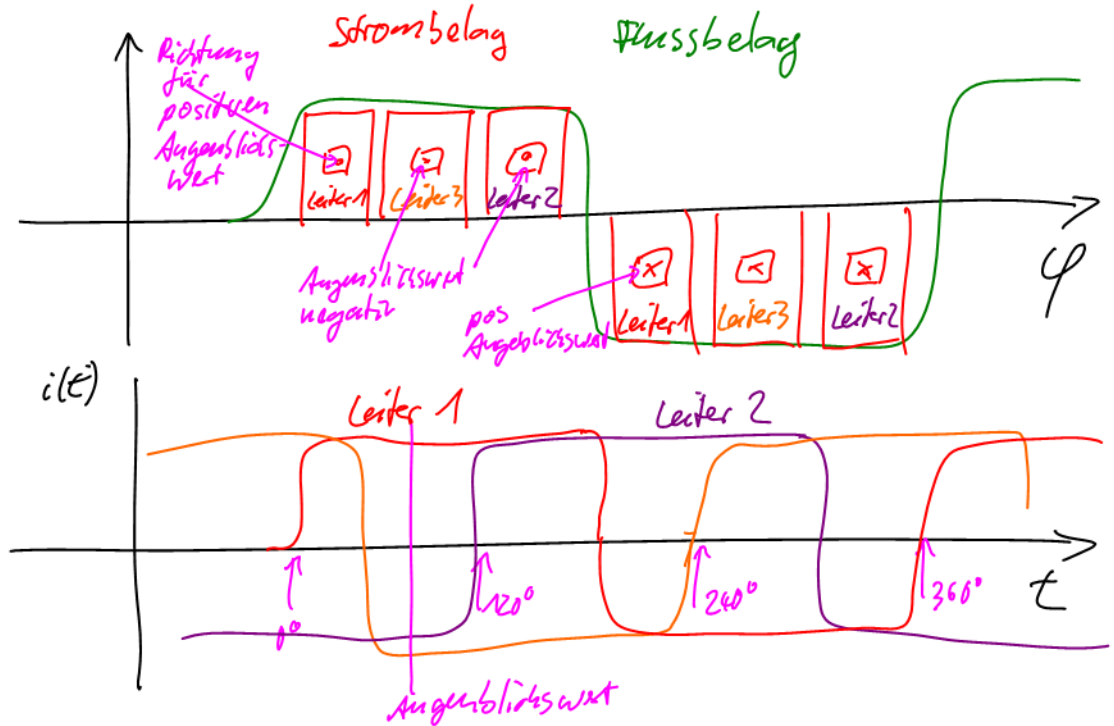 Strombelag
Flussbelag
Richtung
für
positiven
Augenblicks-
wert
Leiter1
Leiter3
Leiter2
Augenblickswert
negativ
pos
Augeblickswert
Leiter1
Leiter3
Leiter2
φ
i(t)
Leiter 1
Leiter 2
0°
120°
240°
360°
t
Augenblickswert